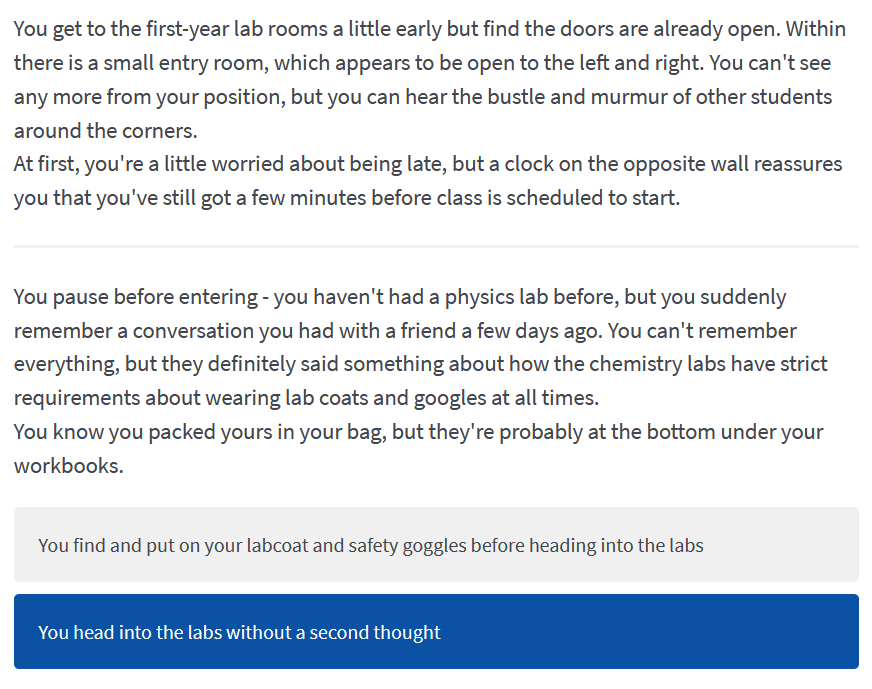 You get to the first-year lab rooms a little early but find the doors are already open. Within
there is a small entry room, which appears to be open to the left and right. You can't see
any more from your position, but you can hear the bustle and murmur of other students
around the corners.
At first, you're a little worried about being late, but a clock on the opposite wall reassures
you that you've still got a few minutes before class is scheduled to start.
You pause before entering - you haven't had a physics lab before, but you suddenly
remember a conversation you had with a friend a few days ago. You can't remember
everything, but they definitely said something about how the chemistry labs have strict
requirements about wearing lab coats and googles at all times.
You know you packed yours in your bag, but they're probably at the bottom under your
workbooks.
You find and put on your labcoat and safety goggles before heading into the labs
You head into the labs without a second thought